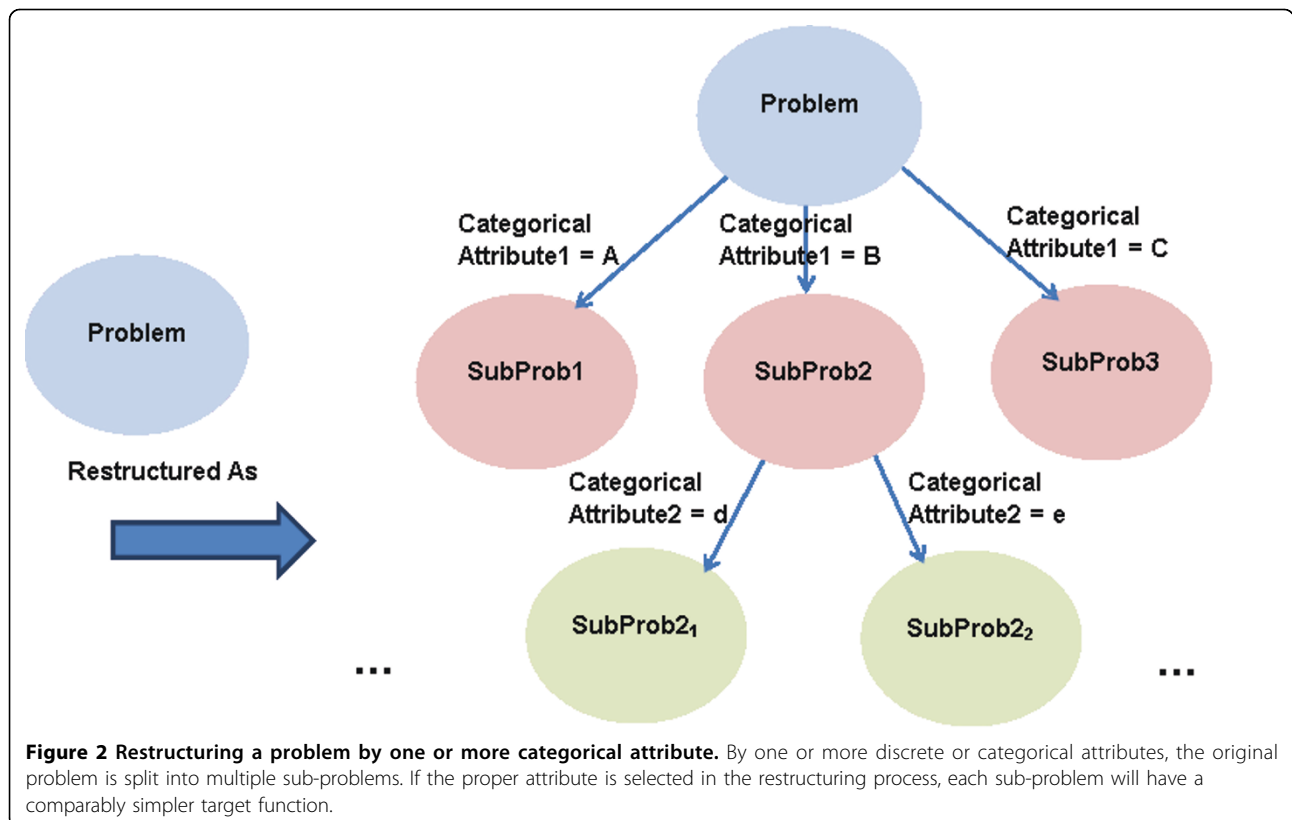 Problem
Categorical
Attribute1 = A
Categorical
Attribute1 = B
Categorical
Attribute1 = C
Problem
SubProb1
SubProb2
SubProb3
Restructured As
Categorical
Attribute2 = d
Categorical
Attribute2 = e
SubProb2₁
SubProb2₂
...
...
Figure 2 Restructuring a problem by one or more categorical attribute. By one or more discrete or categorical attributes, the original
problem is split into multiple sub-problems. If the proper attribute is selected in the restructuring process, each sub-problem will have a
comparably simpler target function.